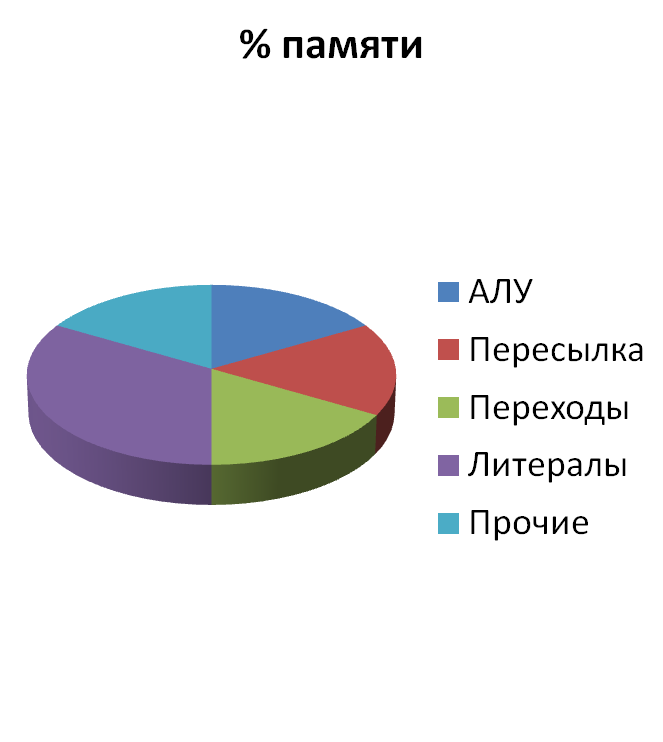 % памяти
АЛУ
Пересылка
Переходы
Литералы
Прочие